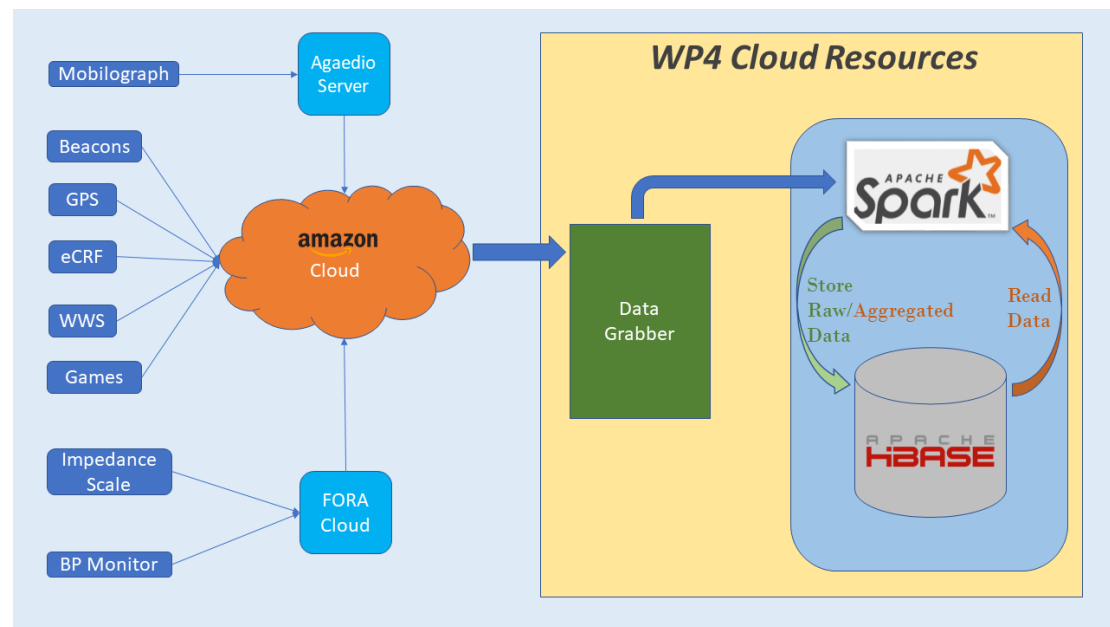 WP4 Cloud Resources
Mobilograph
Agaedio
Server
Beacons
GPS
eCRF
WWS
Games
amazon
Cloud
Impedance
Scale
BP Monitor
FORA
Cloud
Data
Grabber
APACHE
Spark
TM
Store
Raw/Aggregated
Data
Read
Data
APACHE
HBASE